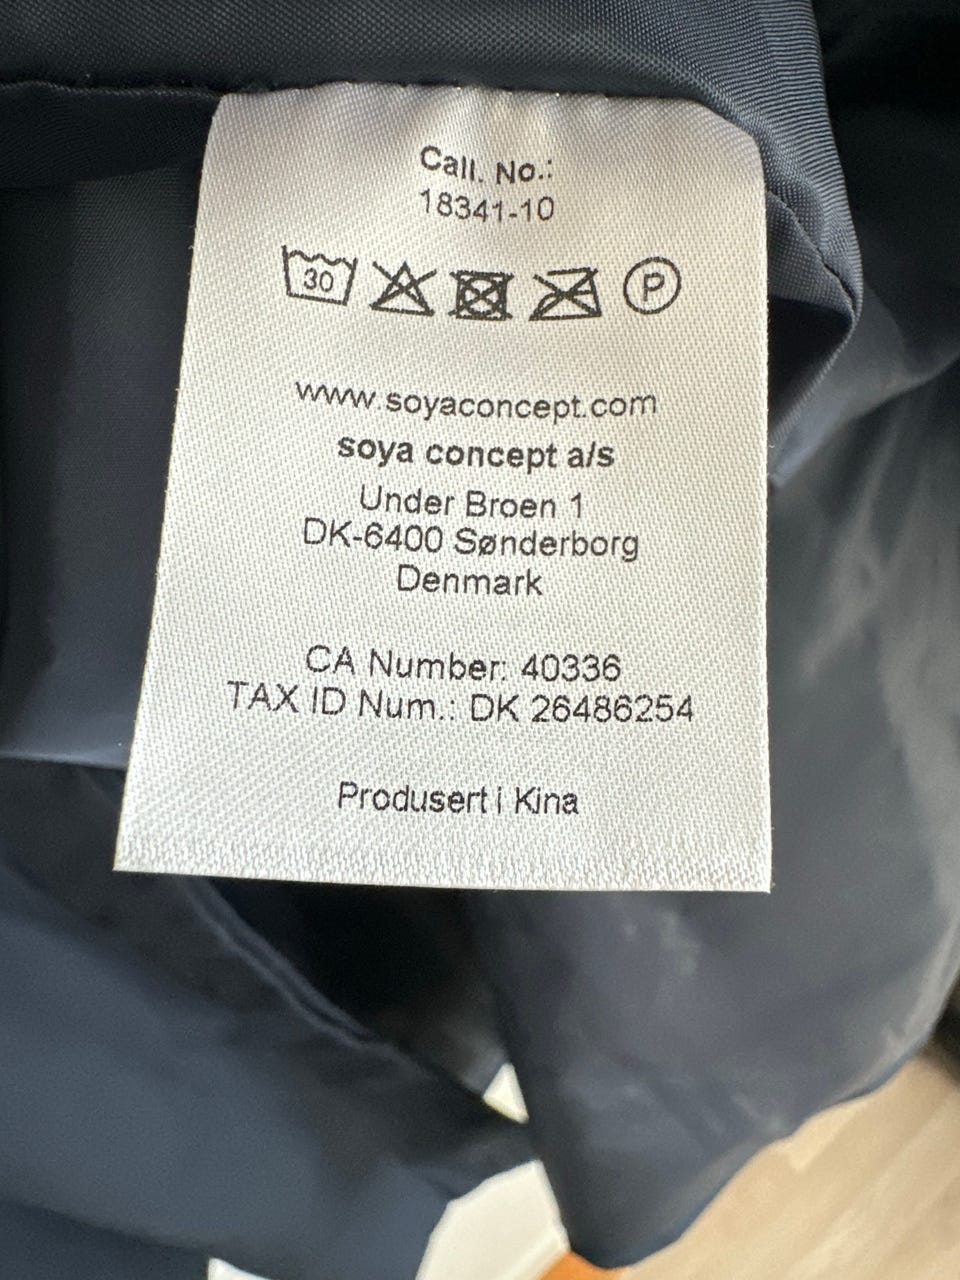 Call. No.:
18341-10
30
P
www.soyaconcept.com
soya concept a/s
Under Broen 1
DK-6400 Sønderborg
Denmark
CA Number: 40336
TAX ID Num.: DK 26486254
Produsert i Kina